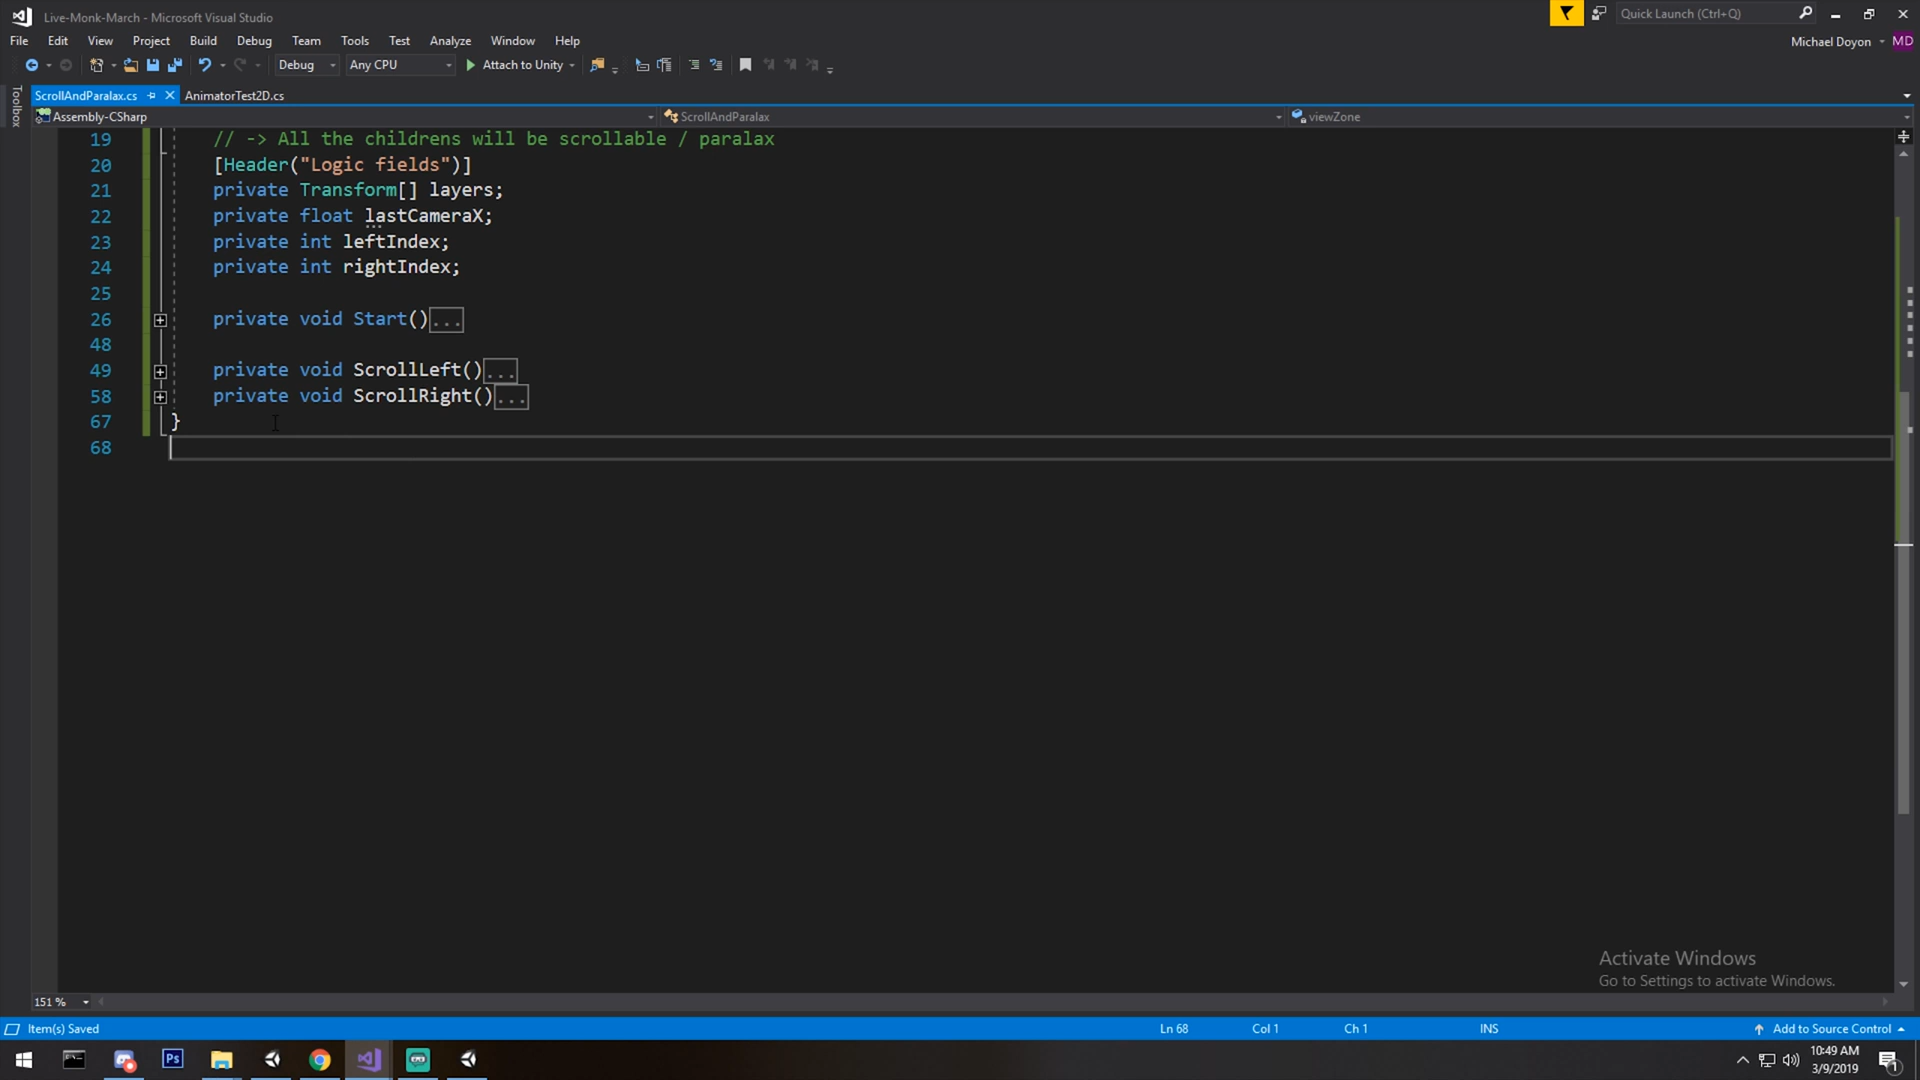 Live-Monk-March - Microsoft Visual Studio
Quick Launch (Ctrl+Q)
File Edit View Project Build Debug Team Tools Test Analyze Window Help
Michael Doyon MD
Debug Any CPU Attach to Unity
Toolbox
ScrollAndParalax.cs AnimatorTest2D.cs
Assembly-CSharp ScrollAndParalax viewZone
19 // -> All the childrens will be scrollable / paralax
20 [Header("Logic fields")]
21 private Transform[] layers;
22 private float lastCameraX;
23 private int leftIndex;
24 private int rightIndex;
25
26 private void Start()...
48
49 private void ScrollLeft()...
58 private void ScrollRight()...
67 }
68
Activate Windows
Go to Settings to activate Windows.
151 %
Item(s) Saved Ln 68 Col 1 Ch 1 INS Add to Source Control
Ps
10:49 AM
3/9/2019
1